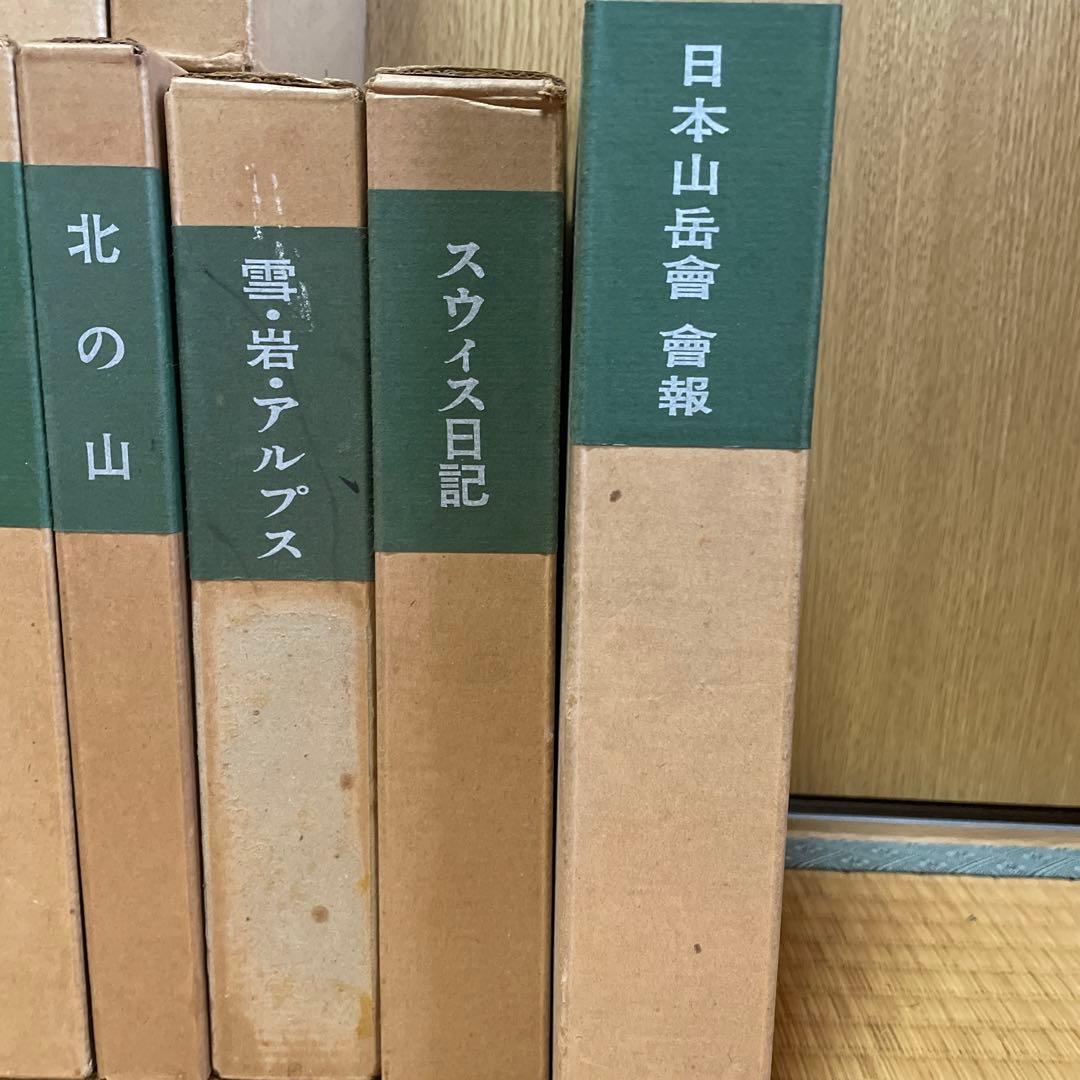 北の山
雪・岩・アルプス
スウィス日記
日本山岳會 會報